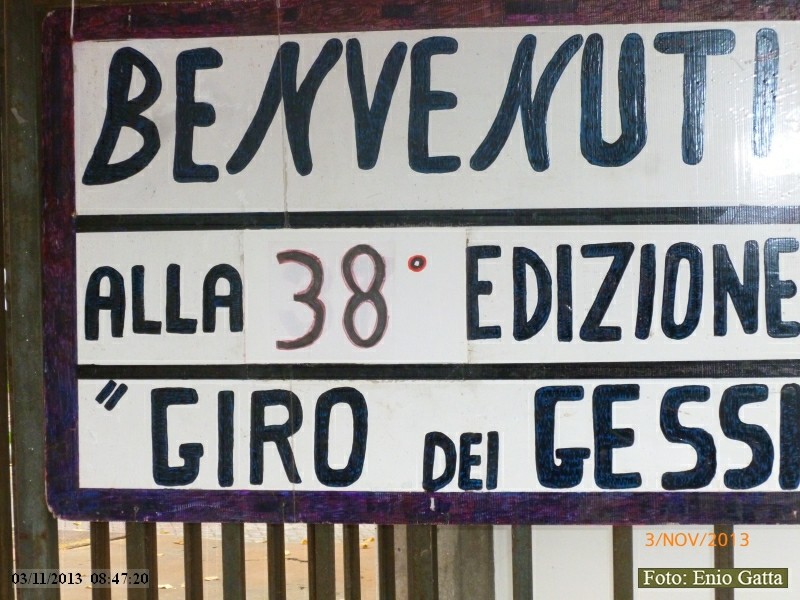 BENVENUTI
ALLA 38° EDIZIONE
"GIRO DEI GESSI
3/NOV/2013
03/11/2013 08:47:20
Foto: Enio Gatta